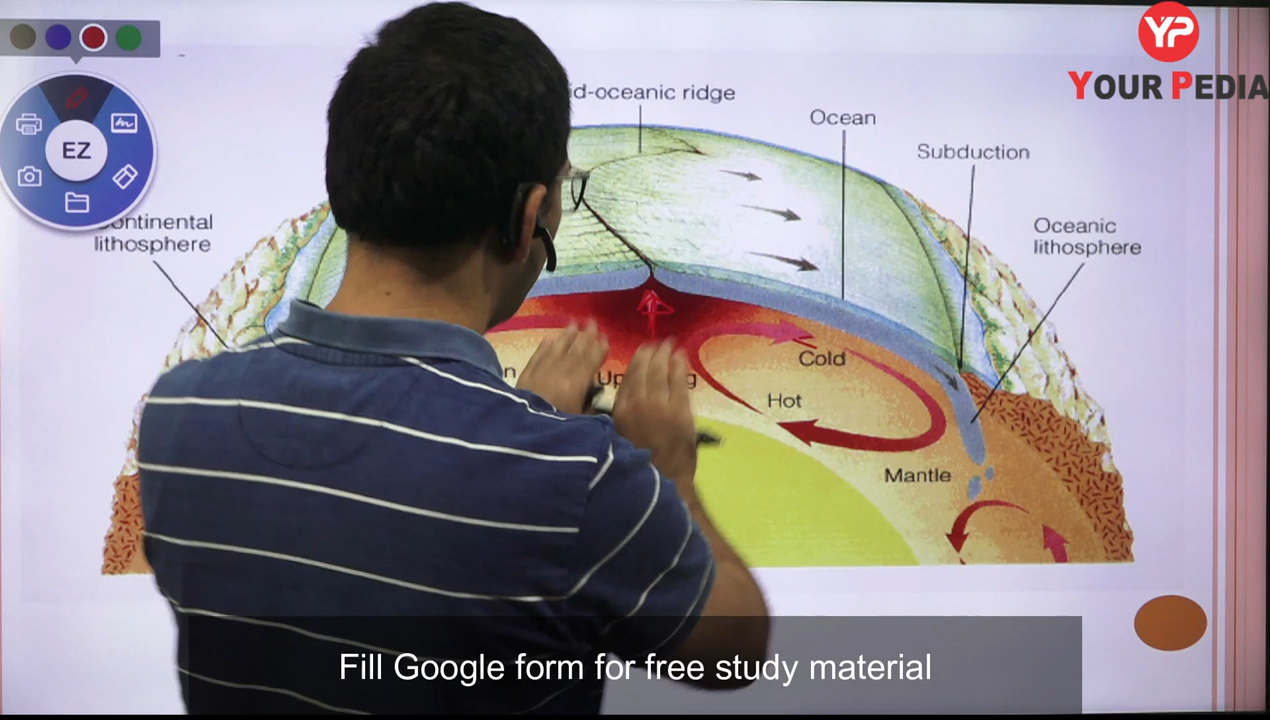 YP
YOUR PEDIA
EZ
id-oceanic ridge
Ocean
Subduction
Continental
lithosphere
Oceanic
lithosphere
Cold
Hot
Mantle
Fill Google form for free study material